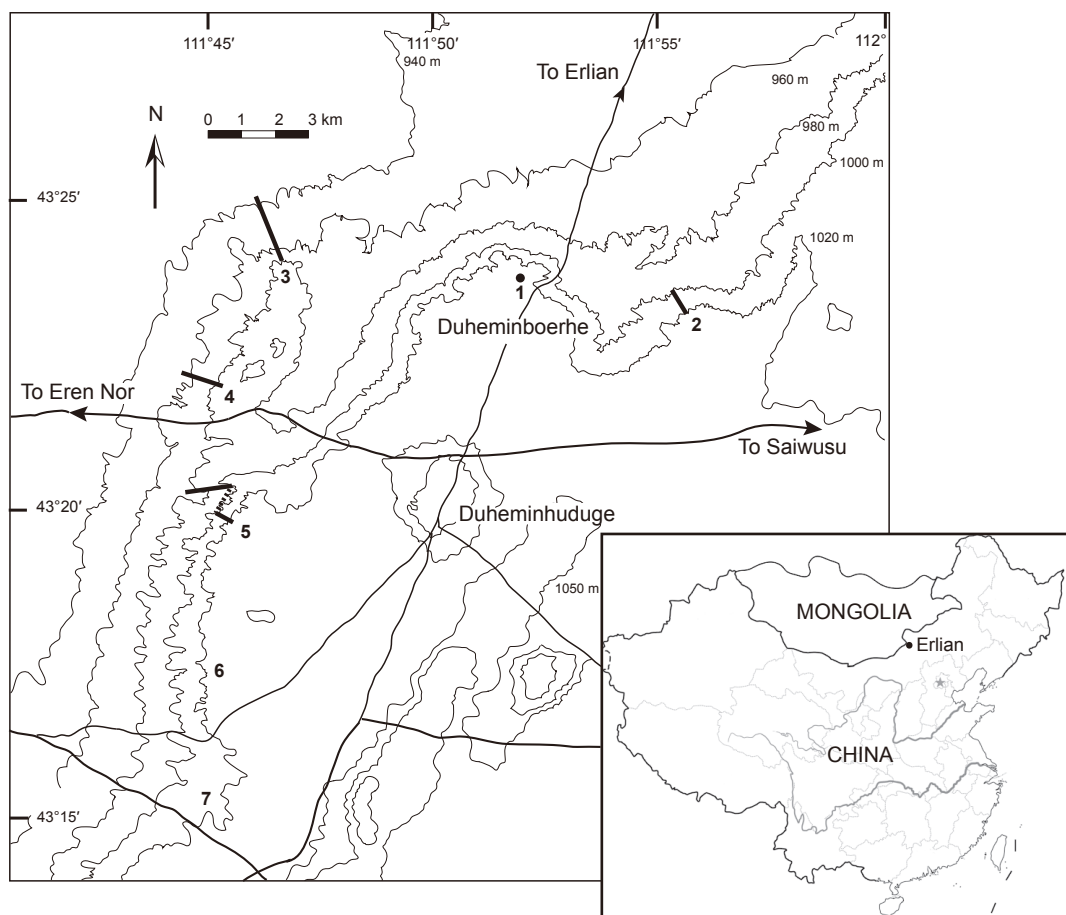 111°45′
111°50′
111°55′
112°
940 m
To Erlian
960 m
N
0 1 2 3 km
980 m
1000 m
43°25′
1020 m
3
1
2
Duheminboerhe
4
To Eren Nor
To Saiwusu
43°20′
5
Duheminhuduge
1050 m
6
43°15′
7
MONGOLIA
Erlian
CHINA